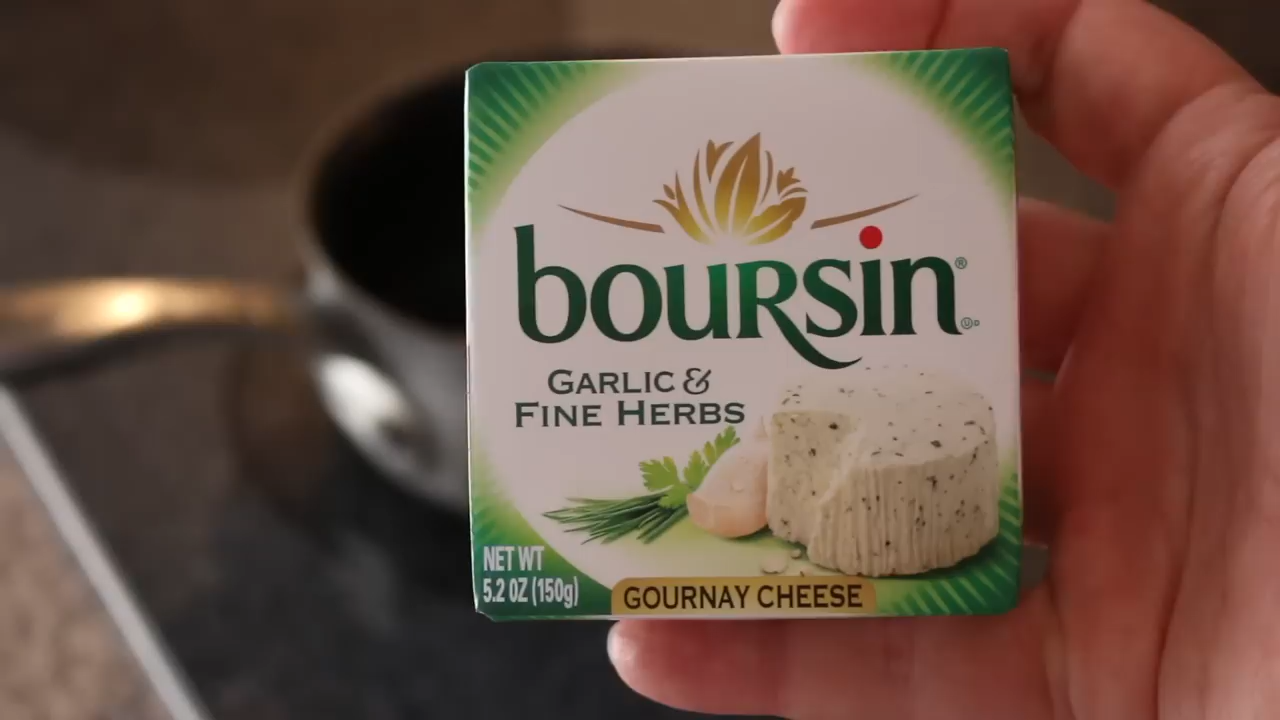 boursin®
GARLIC &
FINE HERBS
NET WT
5.2 OZ (150g)
GOURNAY CHEESE